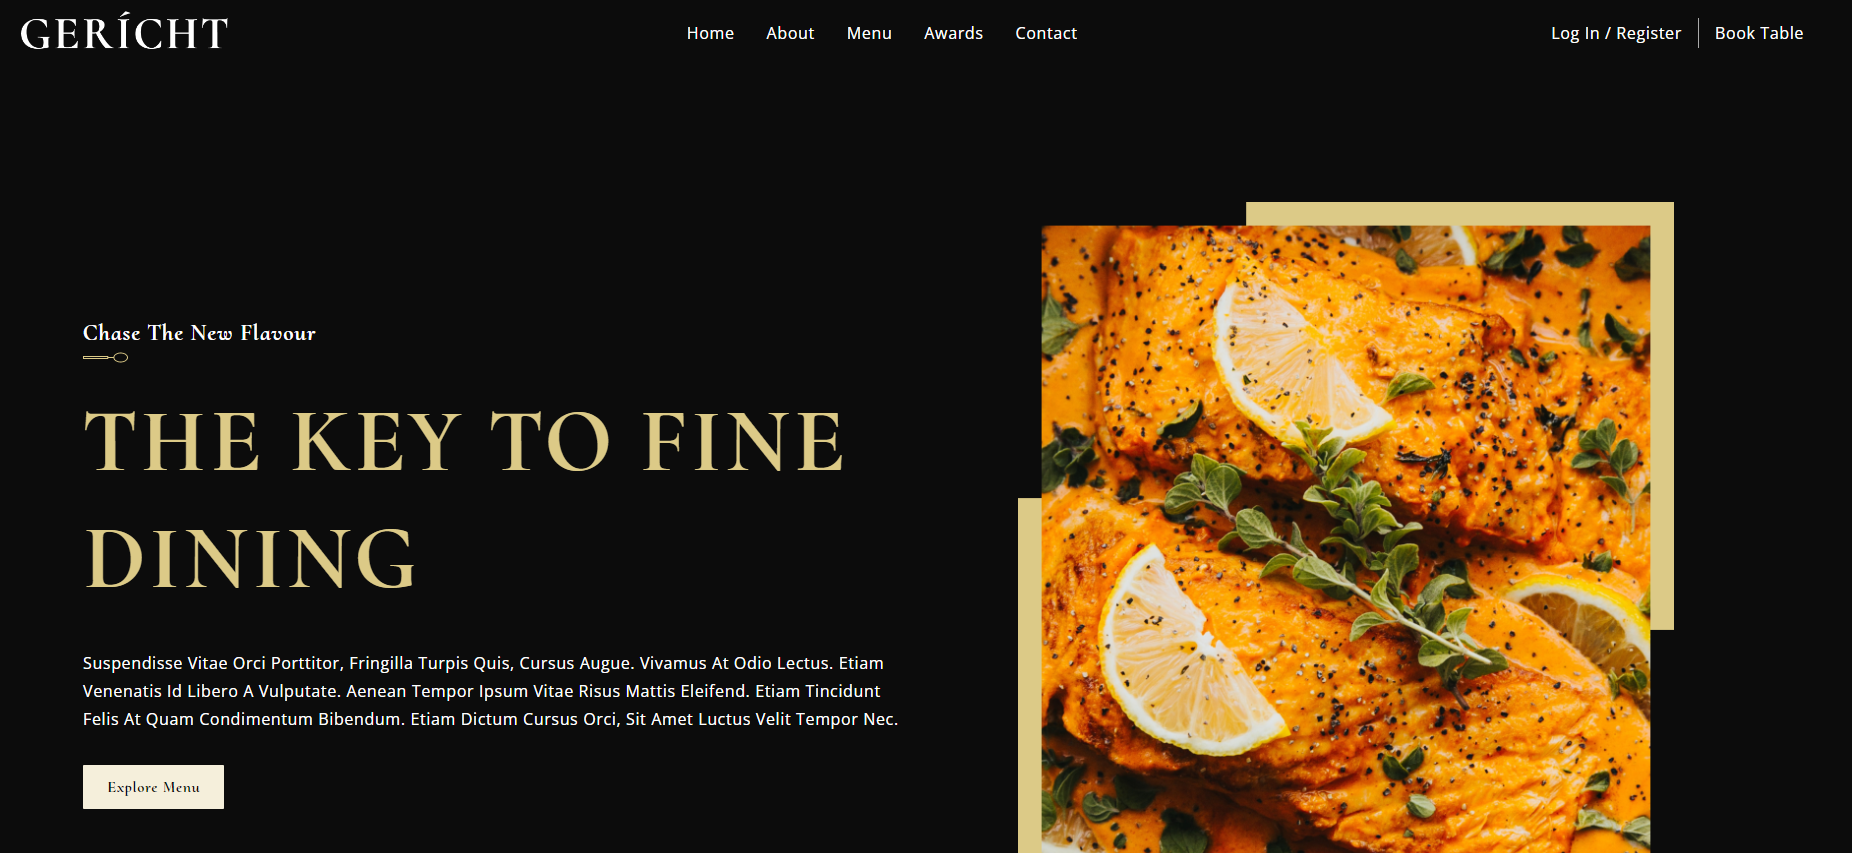 GERÍCHT
Home About Menu Awards Contact
Log In / Register Book Table
Chase The New Flavour
THE KEY TO FINE
DINING
Suspendisse Vitae Orci Porttitor, Fringilla Turpis Quis, Cursus Augue. Vivamus At Odio Lectus. Etiam
Venenatis Id Libero A Vulputate. Aenean Tempor Ipsum Vitae Risus Mattis Eleifend. Etiam Tincidunt
Felis At Quam Condimentum Bibendum. Etiam Dictum Cursus Orci, Sit Amet Luctus Velit Tempor Nec.
Explore Menu